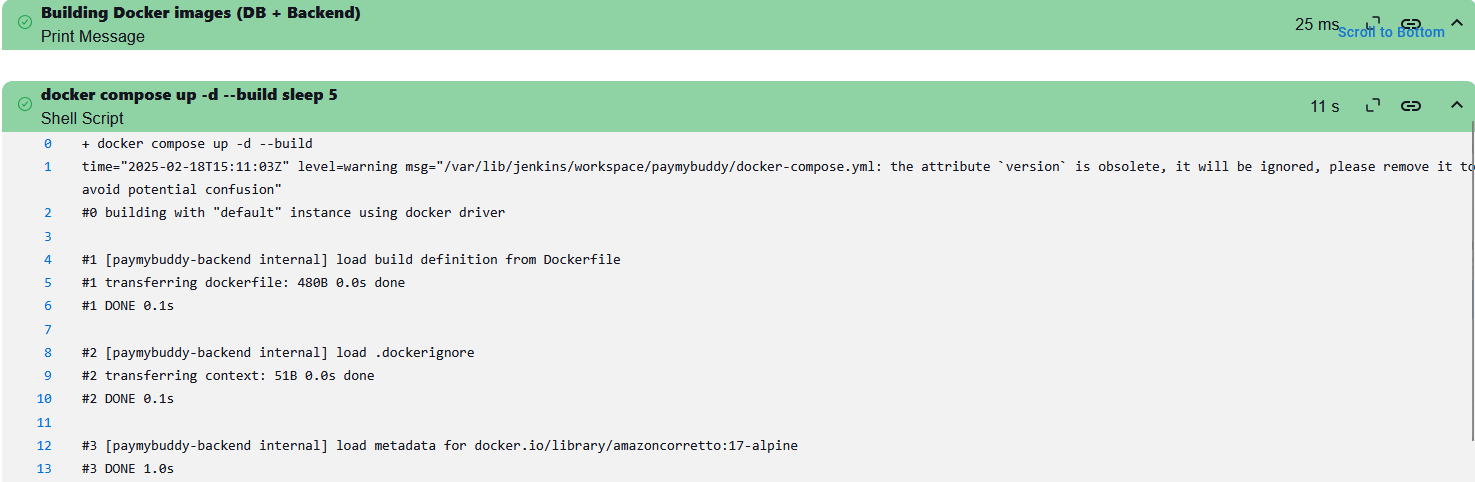 Building Docker images (DB + Backend)
Print Message
25 ms
Scroll to Bottom
docker compose up -d --build sleep 5
Shell Script
11 s
0 + docker compose up -d --build
1 time="2025-02-18T15:11:03Z" level=warning msg="/var/lib/jenkins/workspace/paymybuddy/docker-compose.yml: the attribute `version` is obsolete, it will be ignored, please remove it to
avoid potential confusion"
2 #0 building with "default" instance using docker driver
3
4 #1 [paymybuddy-backend internal] load build definition from Dockerfile
5 #1 transferring dockerfile: 480B 0.0s done
6 #1 DONE 0.1s
7
8 #2 [paymybuddy-backend internal] load .dockerignore
9 #2 transferring context: 51B 0.0s done
10 #2 DONE 0.1s
11
12 #3 [paymybuddy-backend internal] load metadata for docker.io/library/amazoncorretto:17-alpine
13 #3 DONE 1.0s